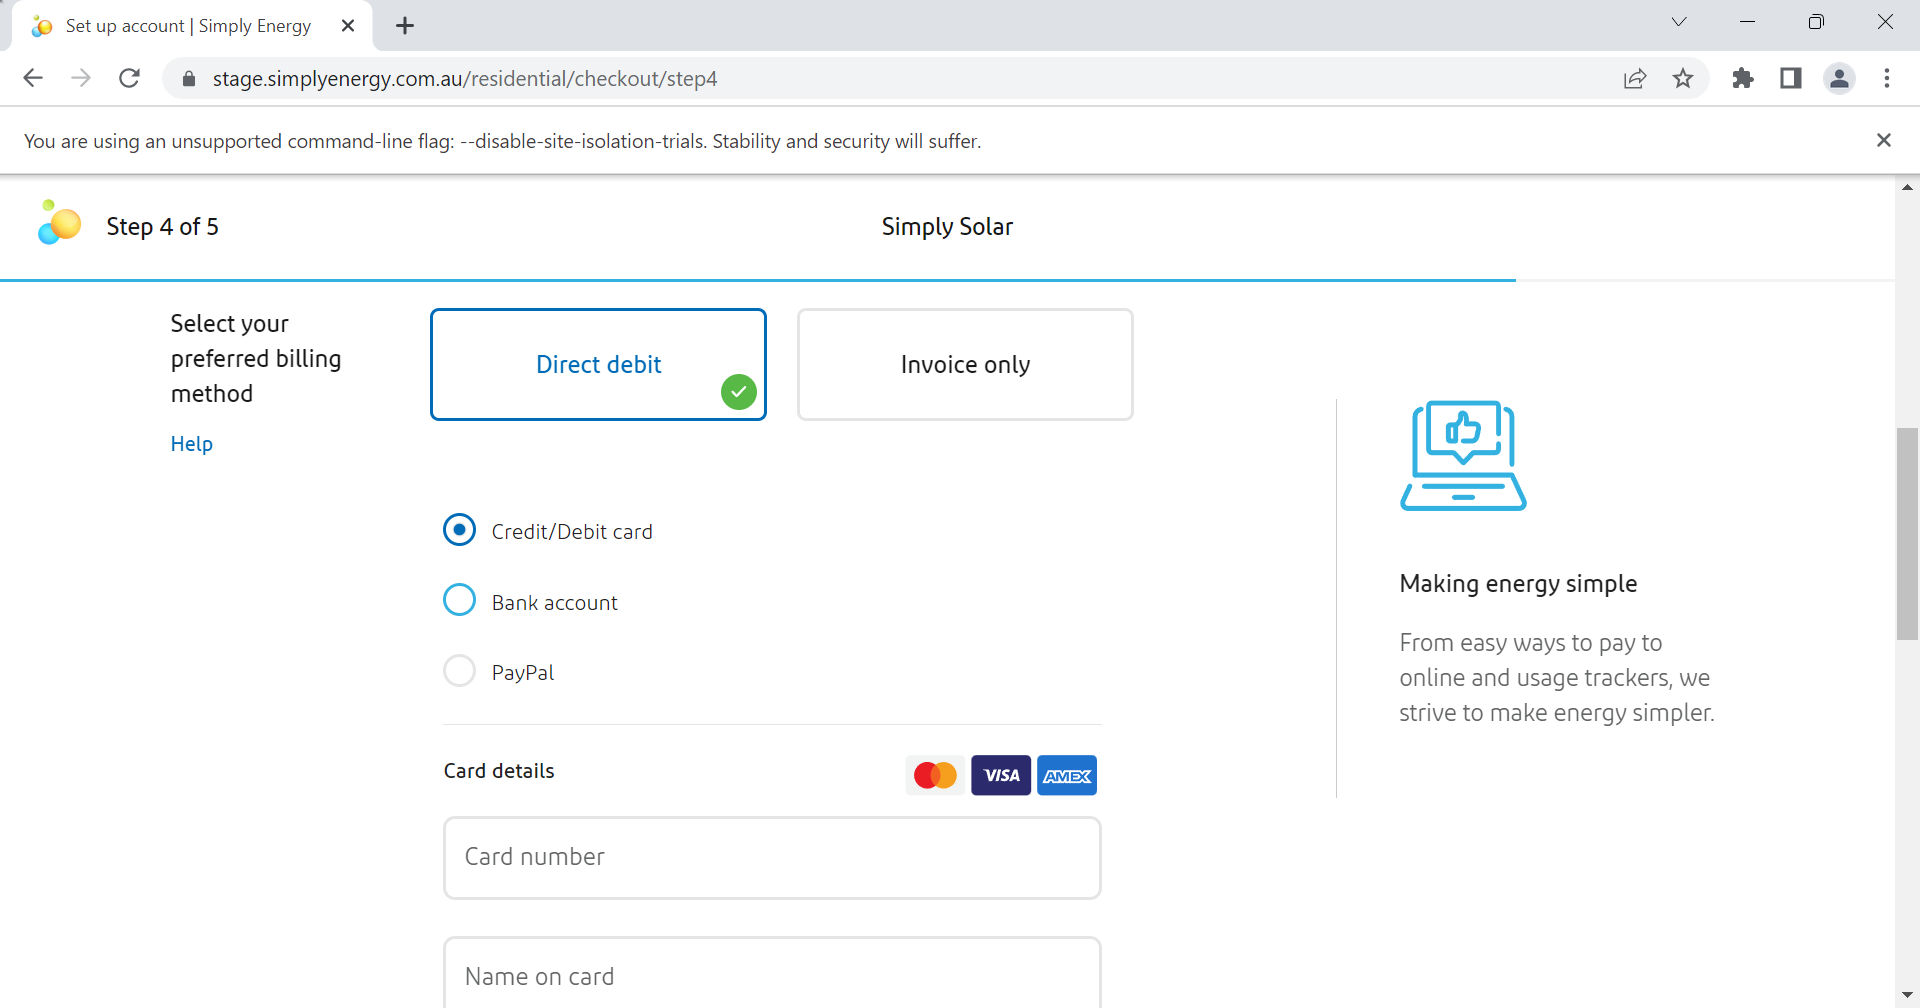 Set up account | Simply Energy
stage.simplyenergy.com.au/residential/checkout/step4
You are using an unsupported command-line flag: --disable-site-isolation-trials. Stability and security will suffer.
Step 4 of 5
Simply Solar
Select your
preferred billing
method
Help
Direct debit
Invoice only
Credit/Debit card
Bank account
PayPal
Card details
VISA
AMEX
Card number
Name on card
Making energy simple
From easy ways to pay to
online and usage trackers, we
strive to make energy simpler.